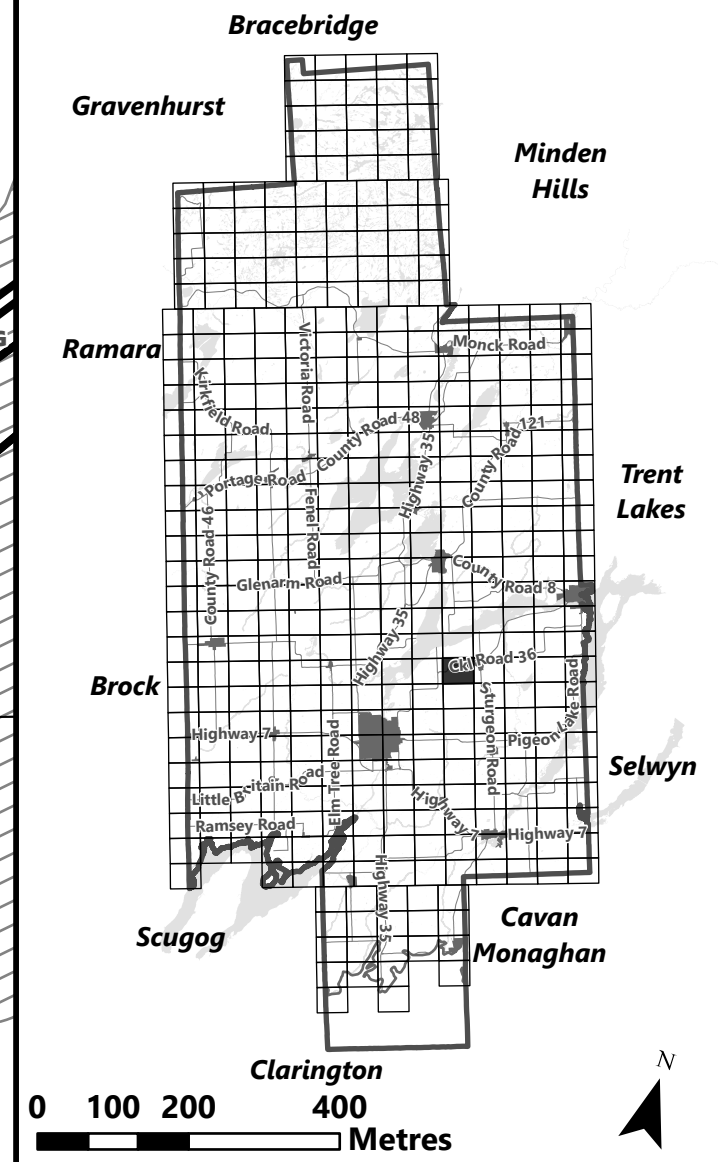 Bracebridge
Gravenhurst
Minden
Hills
Ramara
Monck Road
Victoria Road
Kirkfield Road
County Road 48
County Road 121
Highway 35
Portage Road
Trent
Lakes
Fenel Road
County Road 46
County Road 8
Glenarm Road
Highway 35
Ckl Road 36
Brock
Sturgeon Road
Pigeon Lake Road
Highway 7
Elm Tree Road
Selwyn
Little Britain Road
Highway 7
Ramsey Road
Highway 7
Highway 35
Scugog
Cavan
Monaghan
Clarington
N
0 100 200 400
Metres